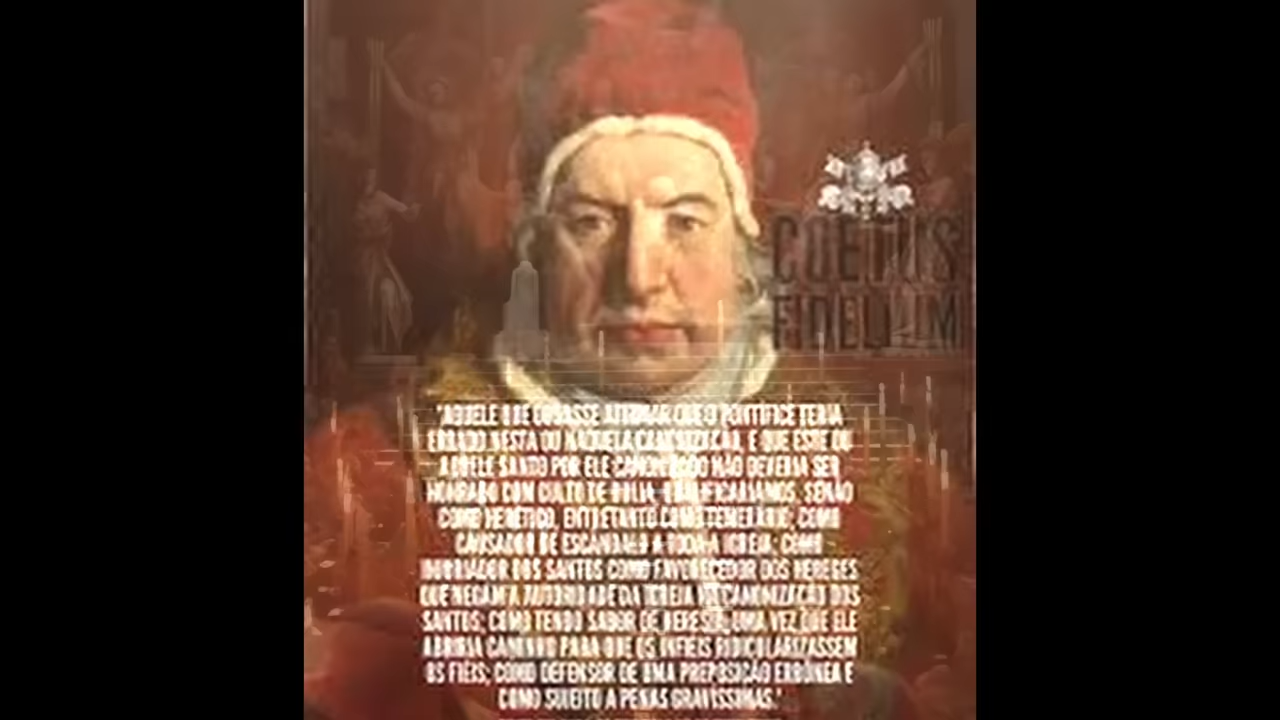 COETUS
FIDELIUM
"AQUELE QUE OUSASSE AFIRMAR QUE O PONTIFICE TERIA
ERRADO NESTA OU NAQUELA CANONIZAÇÃO, E QUE ESTE OU
AQUELE SANTO POR ELE CANONIZADO NÃO DEVERIA SER
HONRADO COM CULTO DE DULIA, QUALIFICARÍAMOS, SENÃO
COMO HERÉTICO, ENTRETANTO COMO TEMERÁRIO; COMO
CAUSADOR DE ESCÂNDALO A TODA A IGREJA; COMO
INJURIADOR DOS SANTOS COMO FAVORECEDOR DOS HEREGES
QUE NEGAM A AUTORIDADE DA IGREJA NA CANONIZAÇÃO DOS
SANTOS; COMO TENDO SABOR DE HERESIA, UMA VEZ QUE ELE
ABRIRIA CAMINHO PARA QUE OS INFIÉIS RIDICULARIZASSEM
OS FIÉIS; COMO DEFENSOR DE UMA PREPOSIÇÃO ERRÔNEA E
COMO SUJEITO A PENAS GRAVÍSSIMAS."